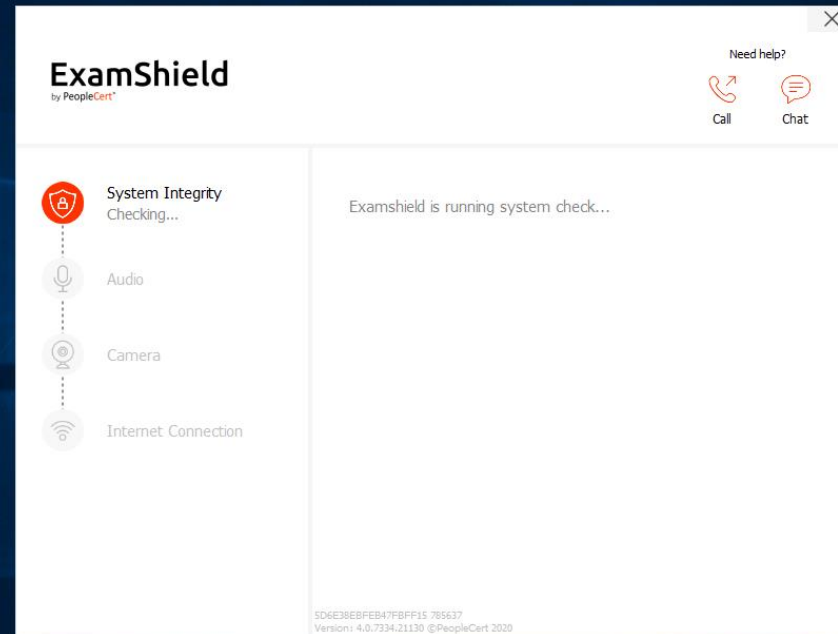 Need help?
ExamShield
by PeopleCert
Call
Chat
System Integrity
Checking...
Examshield is running system check...
Audio
Camera
Internet Connection
5D6E38EBFEB47FBFF15 785637
Version: 4.0.7334.21130 ©PeopleCert 2020